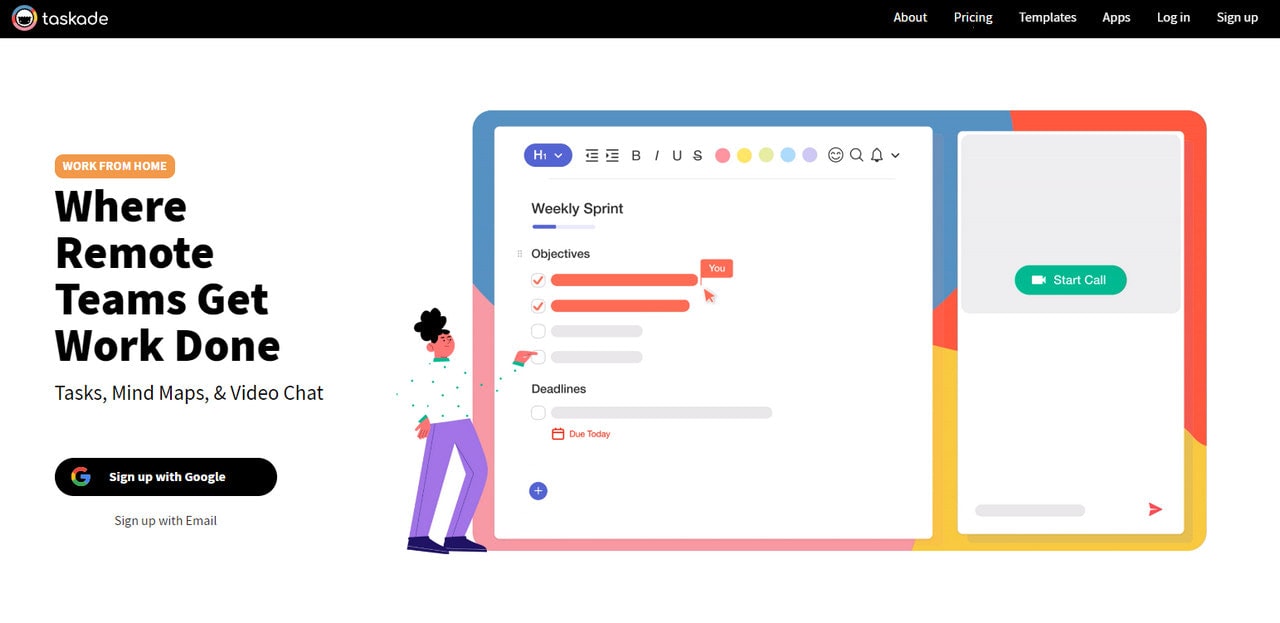 taskade
About
Pricing
Templates
Apps
Log in
Sign up
WORK FROM HOME
Where
Remote
Teams Get
Work Done
Tasks, Mind Maps, & Video Chat
Sign up with Google
Sign up with Email
H1
B I U S
Weekly Sprint
Objectives
You
Deadlines
Due Today
Start Call